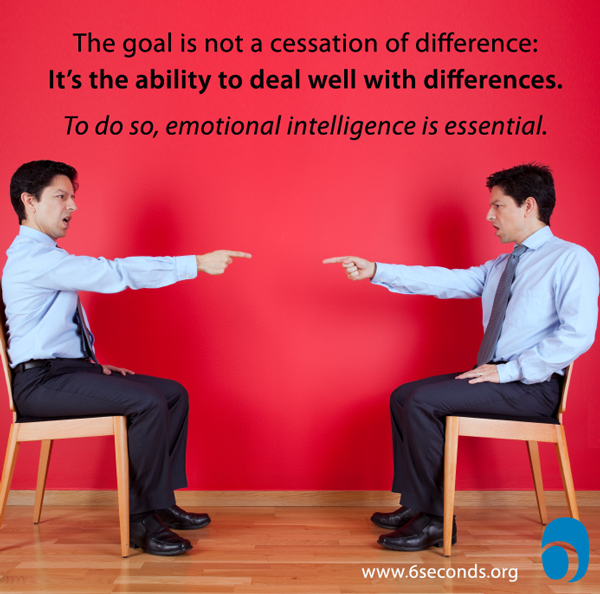 The goal is not a cessation of difference:
It's the ability to deal well with differences.
To do so, emotional intelligence is essential.
www.6seconds.org